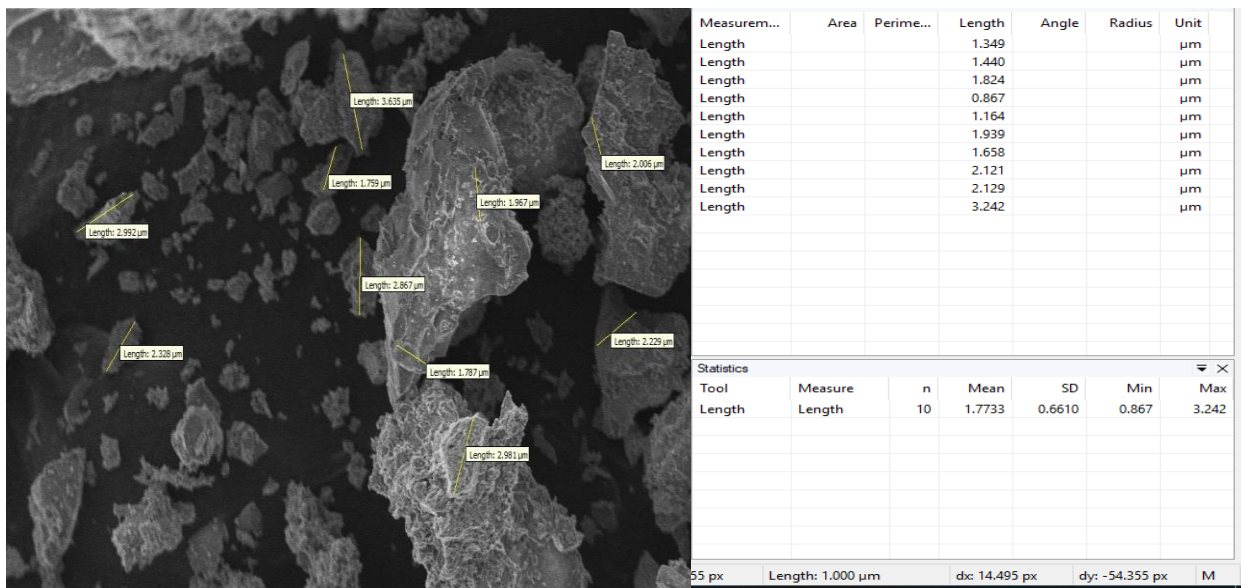 Length: 3.635 µm
Length: 2.006 µm
Length: 1.759 µm
Length: 1.967 µm
Length: 2.992 µm
Length: 2.867 µm
Length: 2.229 µm
Length: 2.328 µm
Length: 1.787 µm
Length: 2.981 µm
Measurem... Area Perime... Length Angle Radius Unit
Length 1.349 µm
Length 1.440 µm
Length 1.824 µm
Length 0.867 µm
Length 1.164 µm
Length 1.939 µm
Length 1.658 µm
Length 2.121 µm
Length 2.129 µm
Length 3.242 µm
Statistics
Tool Measure n Mean SD Min Max
Length Length 10 1.7733 0.6610 0.867 3.242
55 px Length: 1.000 µm dx: 14.495 px dy: -54.355 px M